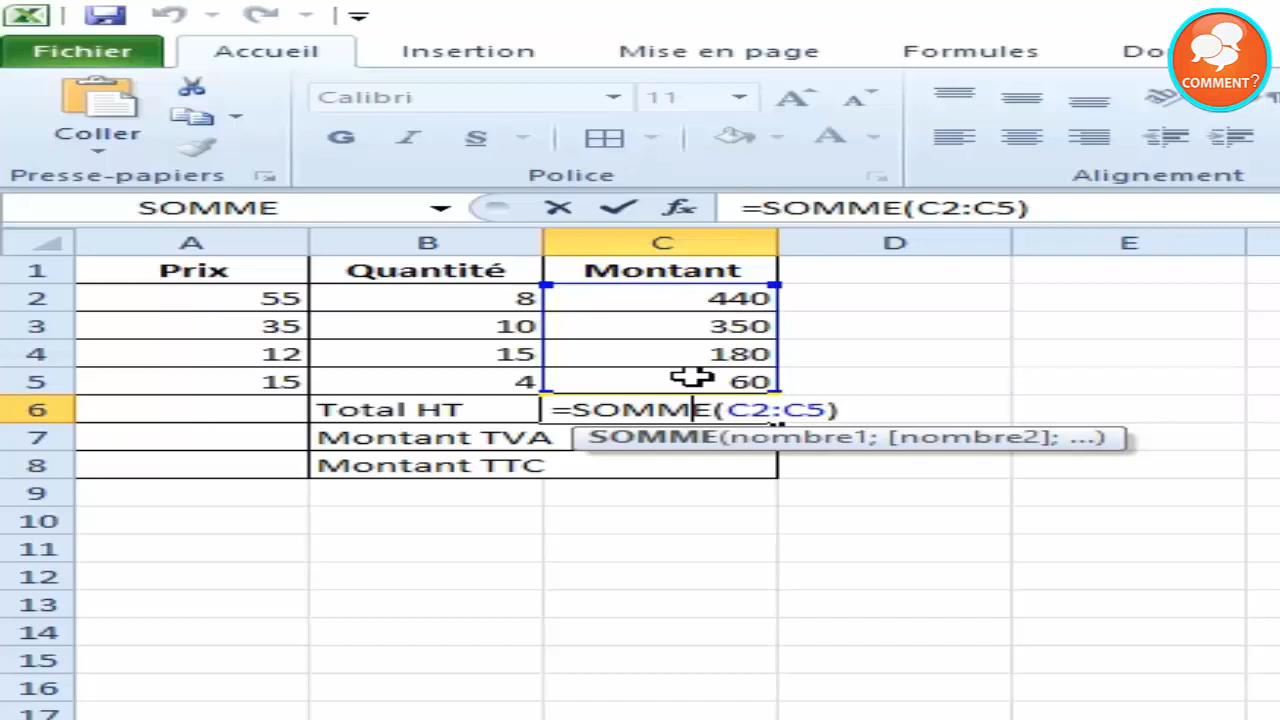 Fichier Accueil Insertion Mise en page Formules
COMMENT?
Calibri 11
Coller
G I S A
Presse-papiers Police Alignement
SOMME fx =SOMME(C2:C5)
A B C D E
1 Prix Quantité Montant
2 55 8 440
3 35 10 350
4 12 15 180
5 15 4 60
6 Total HT =SOMME(C2:C5)
7 Montant TVA SOMME(nombre1; [nombre2]; ...)
8 Montant TTC
9
10
11
12
13
14
15
16
17